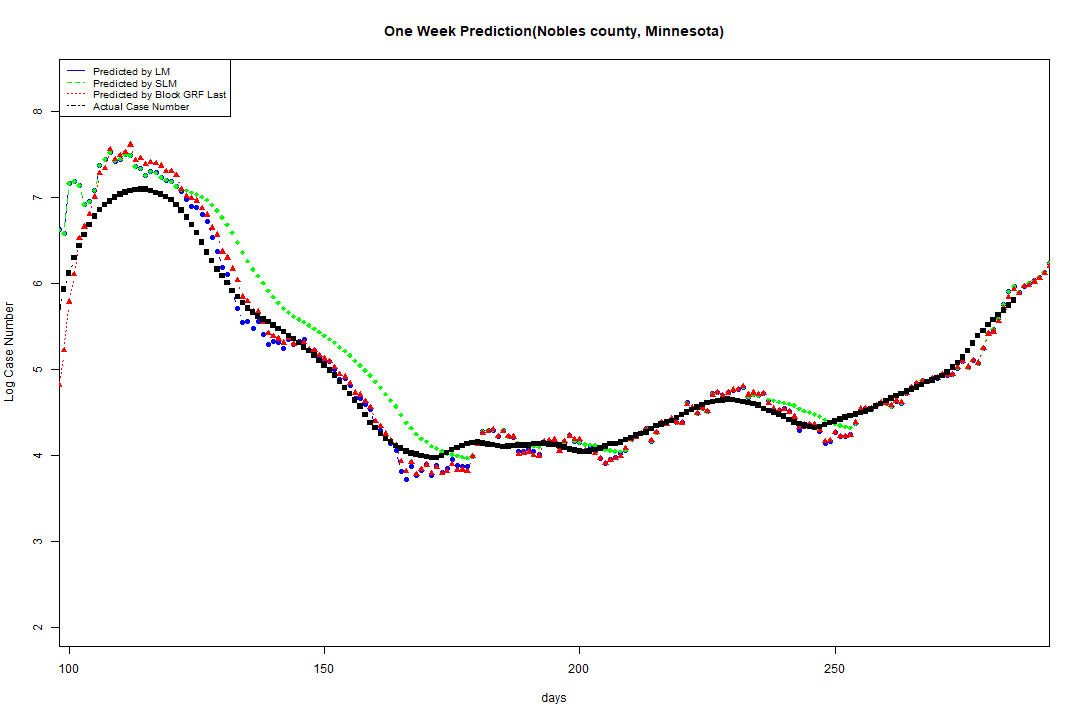 One Week Prediction(Nobles county, Minnesota)
Predicted by LM
Predicted by SLM
Predicted by Block GRF Last
Actual Case Number
8
7
6
5
4
3
2
Log Case Number
100 150 200 250
days